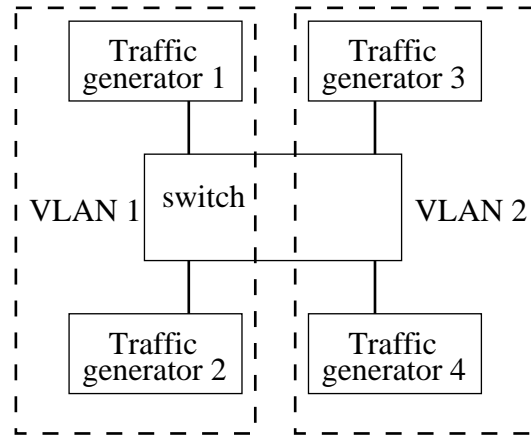 Traffic
generator 1
Traffic
generator 3
VLAN 1
switch
VLAN 2
Traffic
generator 2
Traffic
generator 4